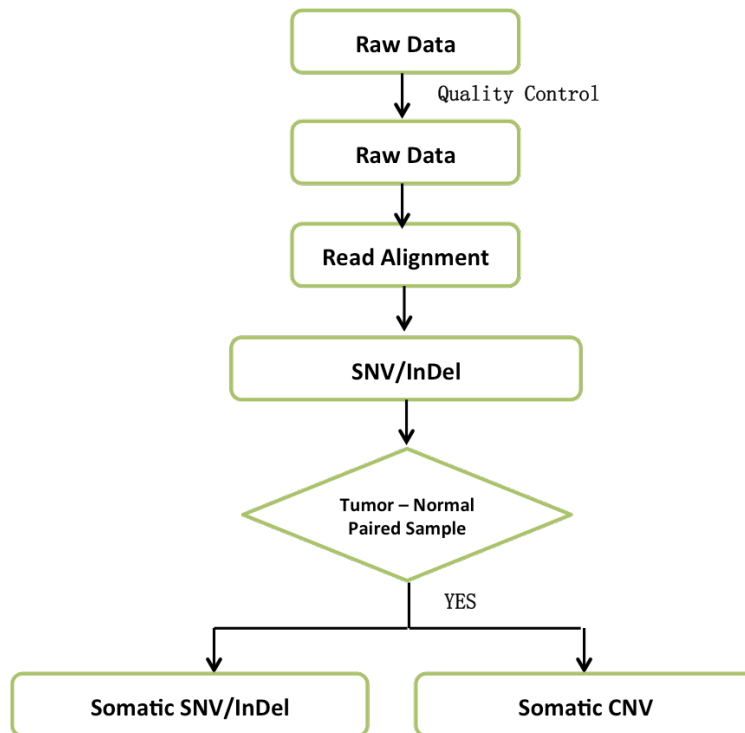 Raw Data
Quality Control
Raw Data
Read Alignment
SNV/InDel
Tumor – Normal
Paired Sample
YES
Somatic SNV/InDel
Somatic CNV